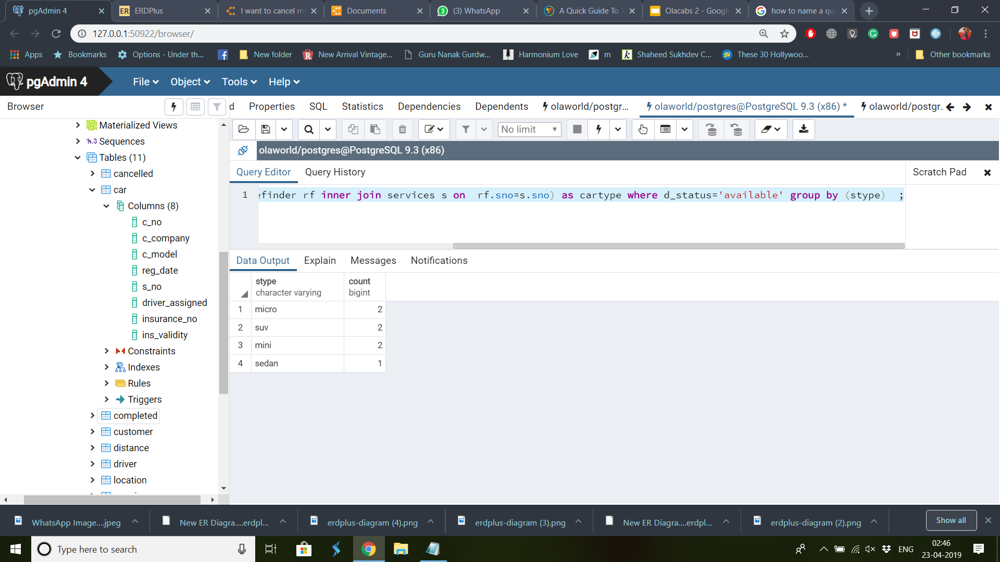 pgAdmin 4
ERDPlus
I want to cancel my
Documents
(3) WhatsApp
A Quick Guide To
Olacabs 2 - Google
how to name a qu
127.0.0.1:50922/browser/
Apps
Bookmarks
Options - Under th...
New folder
New Arrival Vintage...
Guru Nanak Gurdw...
Harmonium Love
m
Shaheed Sukhdev C...
These 30 Hollywoo...
»
Other bookmarks
pgAdmin 4
File
Object
Tools
Help
Browser
d
Properties
SQL
Statistics
Dependencies
Dependents
olaworld/postgr...
olaworld/postgres@PostgreSQL 9.3 (x86) *
olaworld/postgr.
No limit
olaworld/postgres@PostgreSQL 9.3 (x86)
Query Editor
Query History
Scratch Pad
1
efinder rf inner join services s on  rf.sno=s.sno) as cartype where d_status='available' group by (stype)  ;
Materialized Views
1..3 Sequences
Tables (11)
cancelled
car
Columns (8)
c_no
c_company
c_model
reg_date
s_no
driver_assigned
insurance_no
ins_validity
Constraints
Indexes
Rules
Triggers
completed
customer
distance
driver
location
Data Output
Explain
Messages
Notifications
stype
character varying
count
bigint
1 micro 2
2 suv 2
3 mini 2
4 sedan 1
WhatsApp Image....jpeg
New ER Diagra....erdpl...
erdplus-diagram (4).png
erdplus-diagram (3).png
New ER Diagra....erdpl...
erdplus-diagram (2).png
Show all
Type here to search
ENG
02:46
23-04-2019